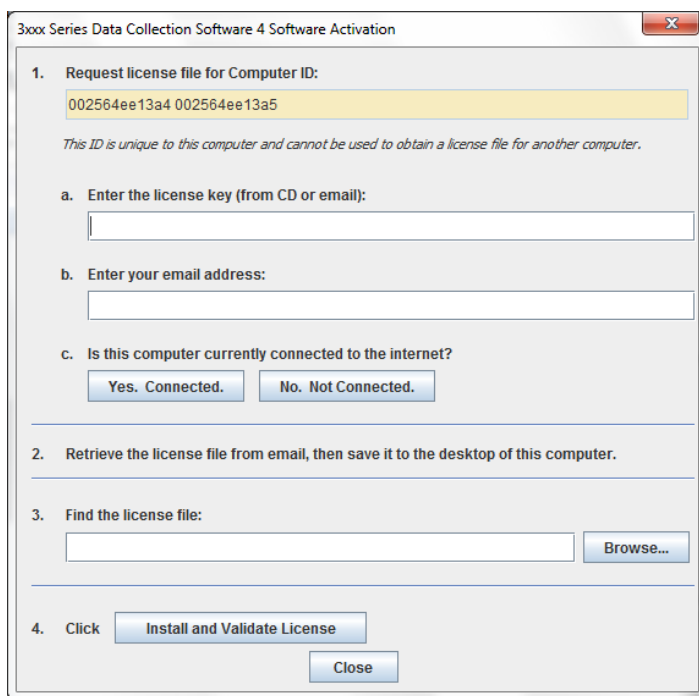 3xxx Series Data Collection Software 4 Software Activation
1. Request license file for Computer ID:
002564ee13a4 002564ee13a5
This ID is unique to this computer and cannot be used to obtain a license file for another computer.
a. Enter the license key (from CD or email):
b. Enter your email address:
c. Is this computer currently connected to the internet?
Yes. Connected. No. Not Connected.
2. Retrieve the license file from email, then save it to the desktop of this computer.
3. Find the license file:
Browse...
4. Click Install and Validate License
Close